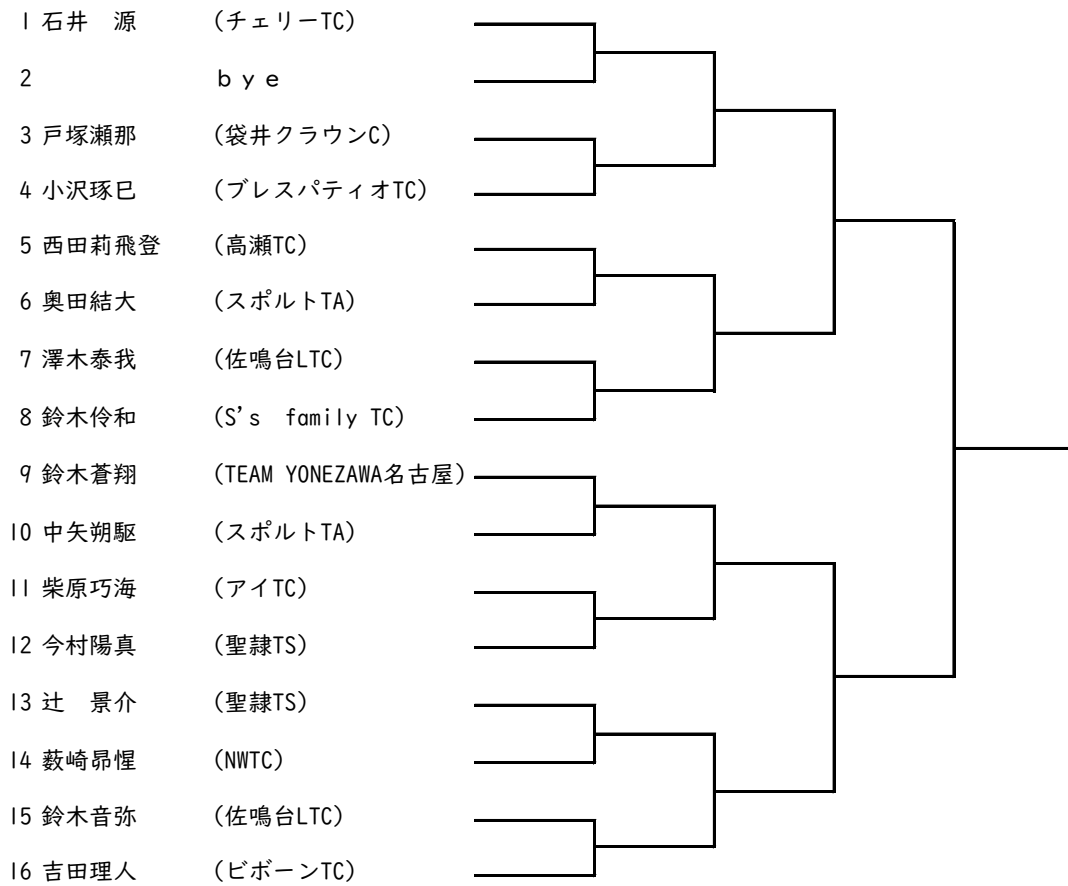 1 石井　源 (チェリーTC)
2 ｂｙｅ
3 戸塚瀬那 (袋井クラウンC)
4 小沢琢巳 (ブレスパティオTC)
5 西田莉飛登 (高瀬TC)
6 奥田結大 (スポルトTA)
7 澤木泰我 (佐鳴台LTC)
8 鈴木伶和 (S's　family TC)
9 鈴木蒼翔 (TEAM YONEZAWA名古屋)
10 中矢朔駆 (スポルトTA)
11 柴原巧海 (アイTC)
12 今村陽真 (聖隷TS)
13 辻　景介 (聖隷TS)
14 薮崎昴惺 (NWTC)
15 鈴木音弥 (佐鳴台LTC)
16 吉田理人 (ビボーンTC)